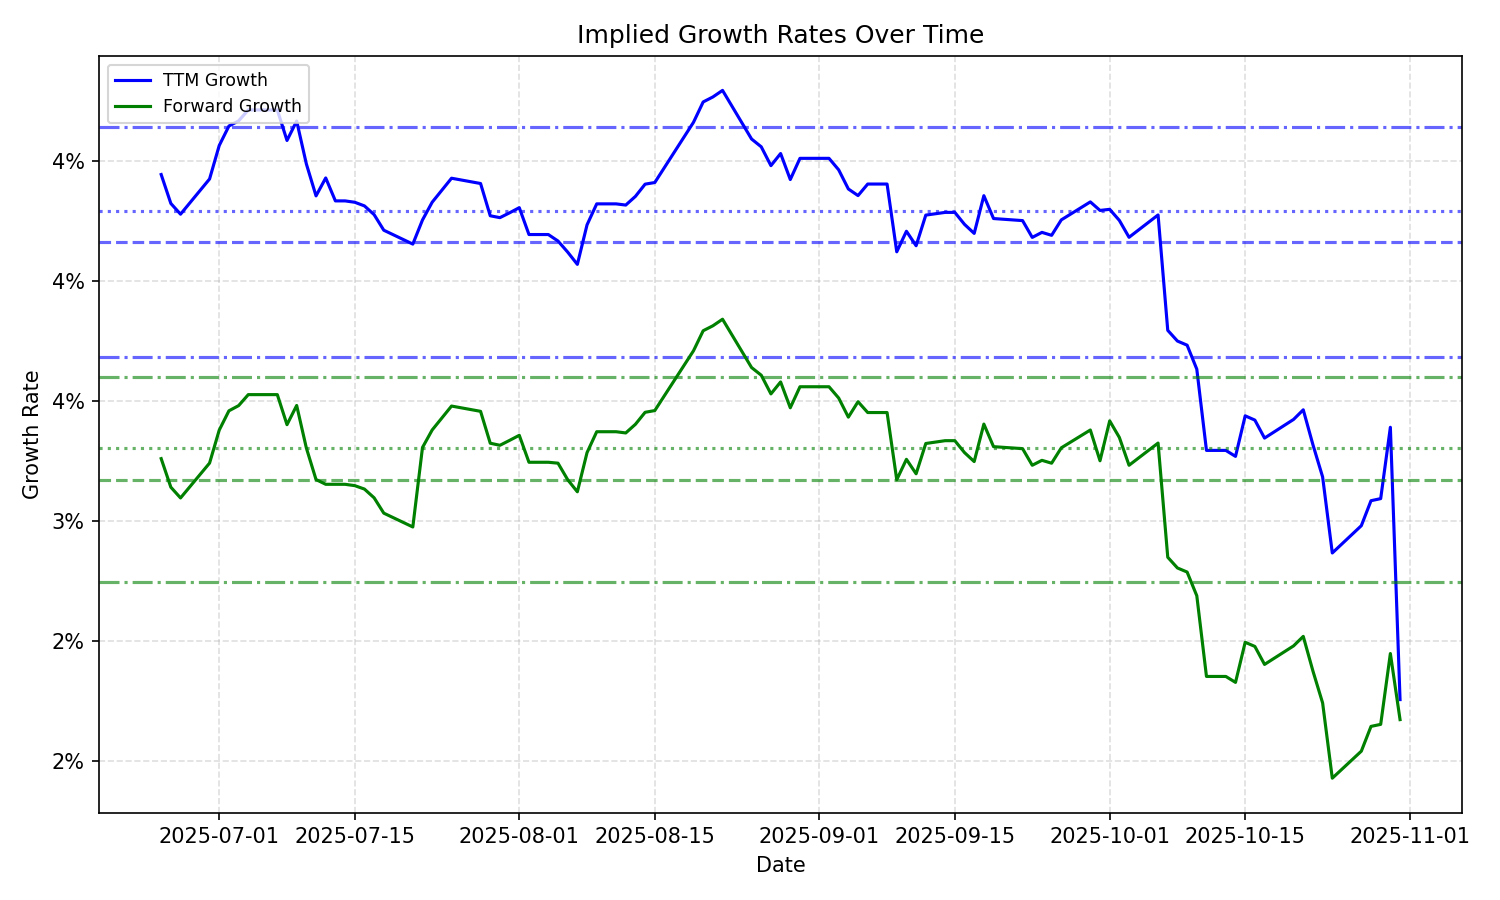 Implied Growth Rates Over Time
TTM Growth
Forward Growth
4%
4%
4%
3%
2%
2%
Growth Rate
2025-07-01 2025-07-15 2025-08-01 2025-08-15 2025-09-01 2025-09-15 2025-10-01 2025-10-15 2025-11-01
Date